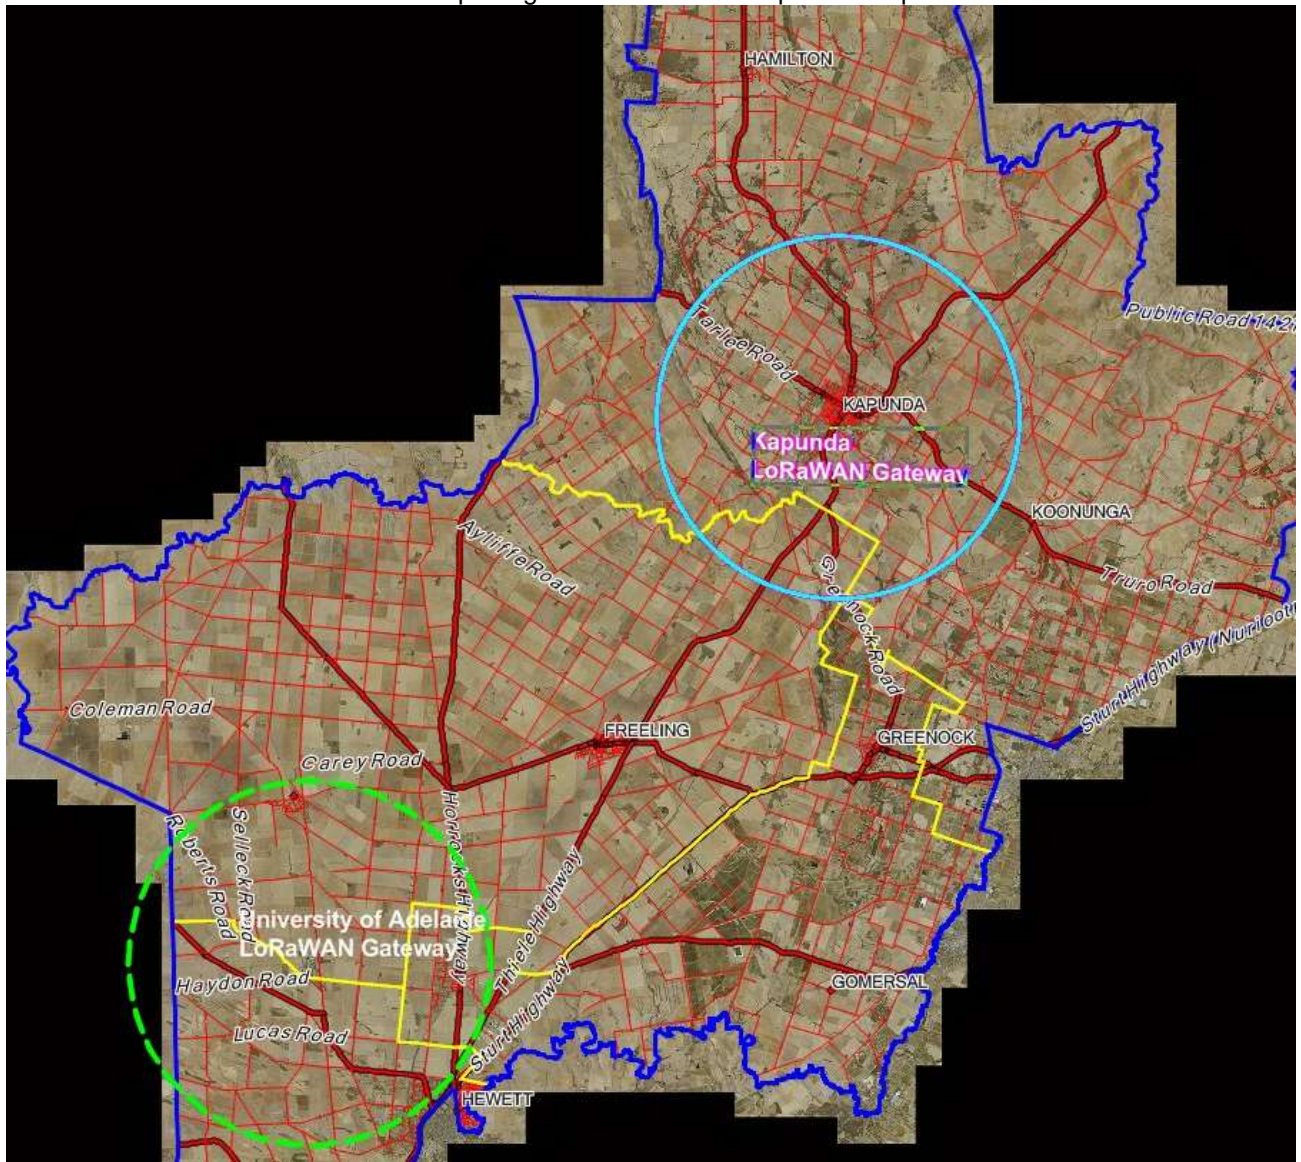 HAMILTON
Public Road 1421
Tarlee Road
KAPUNDA
Kapunda
LoRaWAN Gateway
KOONUNGA
Ayliffe Road
Greenock Road
Truro Road
Sturt Highway (Nurioot
Coleman Road
FREELING
GREENOCK
Carey Road
Horrocks Highway
Selleck Road
Roberts Road
Thiele Highway
University of Adelaide
LoRaWAN Gateway
Haydon Road
GOMERSAL
Sturt Highway
Lucas Road
HEWETT